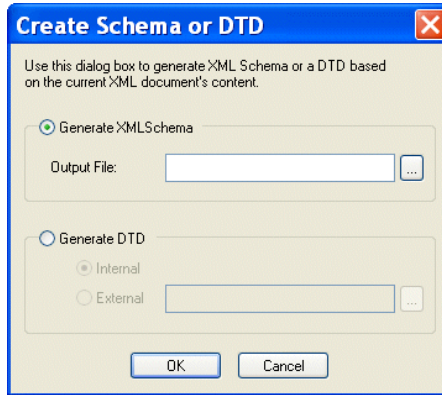 Create Schema or DTD
Use this dialog box to generate XML Schema or a DTD based
on the current XML document's content.
Generate XMLSchema
Output File:
...
Generate DTD
Internal
External
...
OK Cancel